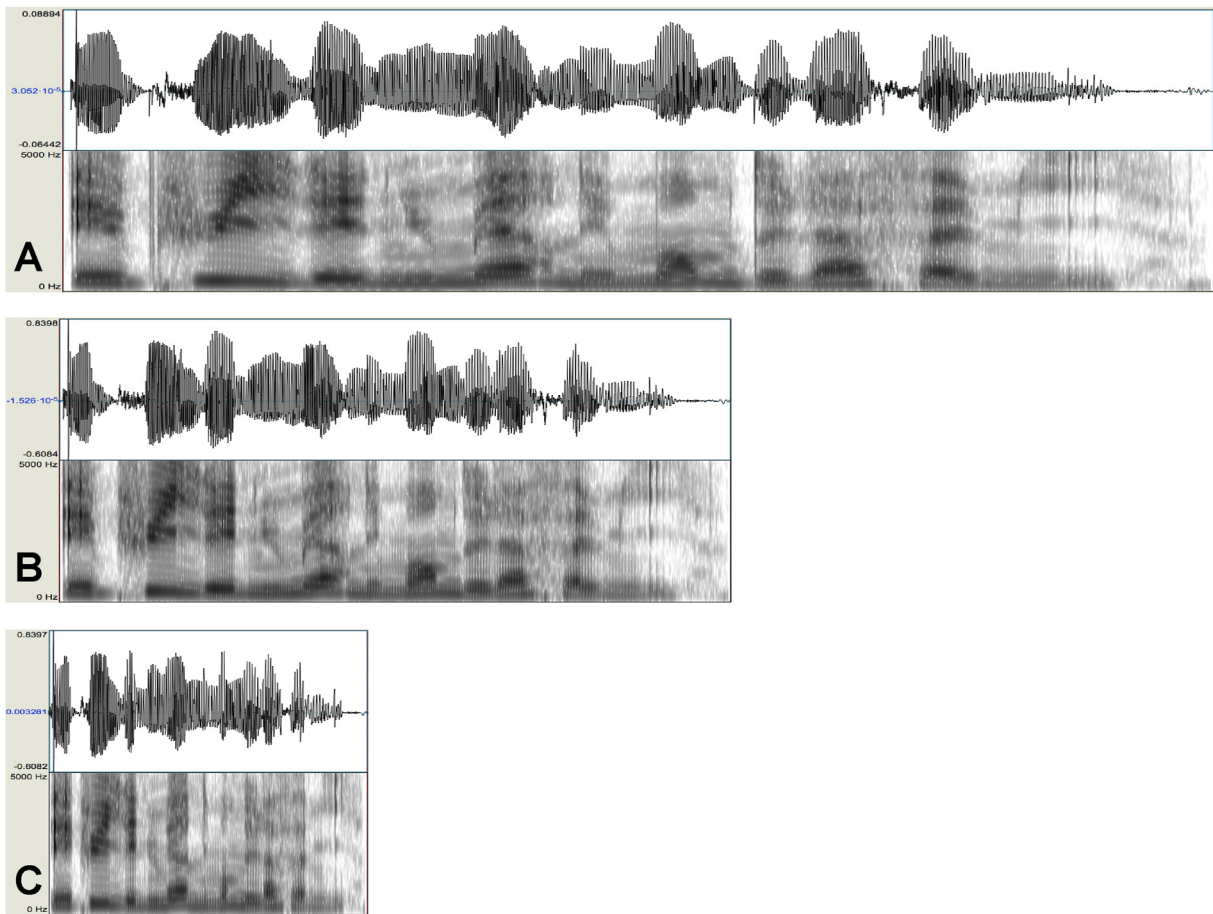 0.08894
3.052·10⁻⁵
-0.06442
5000 Hz
A
0 Hz
0.8398
-1.526·10⁻⁵
-0.6084
5000 Hz
B
0 Hz
0.8397
0.003281
-0.6082
5000 Hz
C
0 Hz